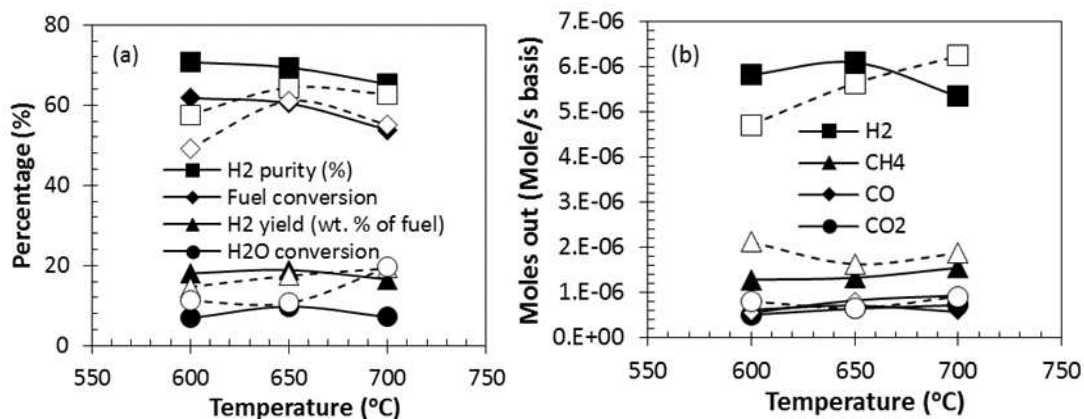 (a)
Percentage (%)
80
60
40
20
0
H2 purity (%)
Fuel conversion
H2 yield (wt. % of fuel)
H2O conversion
550 600 650 700 750
Temperature (ºC)
(b)
Moles out (Mole/s basis)
7.E-06
6.E-06
5.E-06
4.E-06
3.E-06
2.E-06
1.E-06
0.E+00
H2
CH4
CO
CO2
550 600 650 700 750
Temperature (ºC)